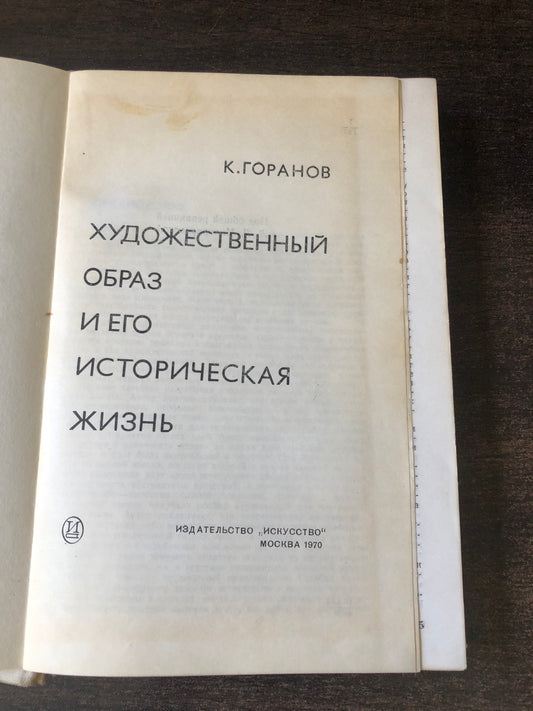 К.ГОРАНОВ
ХУДОЖЕСТВЕННЫЙ
ОБРАЗ
И ЕГО
ИСТОРИЧЕСКАЯ
ЖИЗНЬ
И
ИЗДАТЕЛЬСТВО „ИСКУССТВО"
МОСКВА 1970